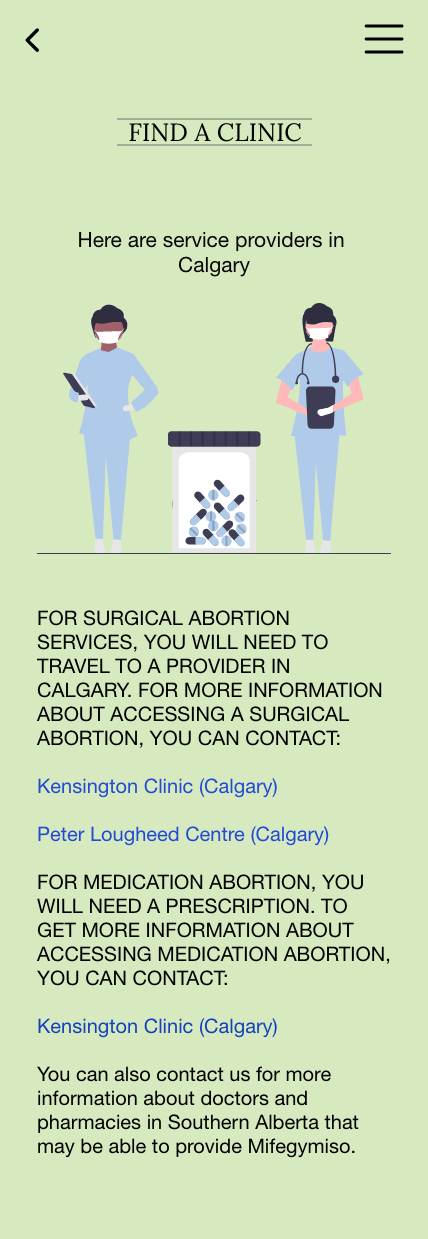 FIND A CLINIC
Here are service providers in
Calgary
FOR SURGICAL ABORTION
SERVICES, YOU WILL NEED TO
TRAVEL TO A PROVIDER IN
CALGARY. FOR MORE INFORMATION
ABOUT ACCESSING A SURGICAL
ABORTION, YOU CAN CONTACT:
Kensington Clinic (Calgary)
Peter Lougheed Centre (Calgary)
FOR MEDICATION ABORTION, YOU
WILL NEED A PRESCRIPTION. TO
GET MORE INFORMATION ABOUT
ACCESSING MEDICATION ABORTION,
YOU CAN CONTACT:
Kensington Clinic (Calgary)
You can also contact us for more
information about doctors and
pharmacies in Southern Alberta that
may be able to provide Mifegymiso.